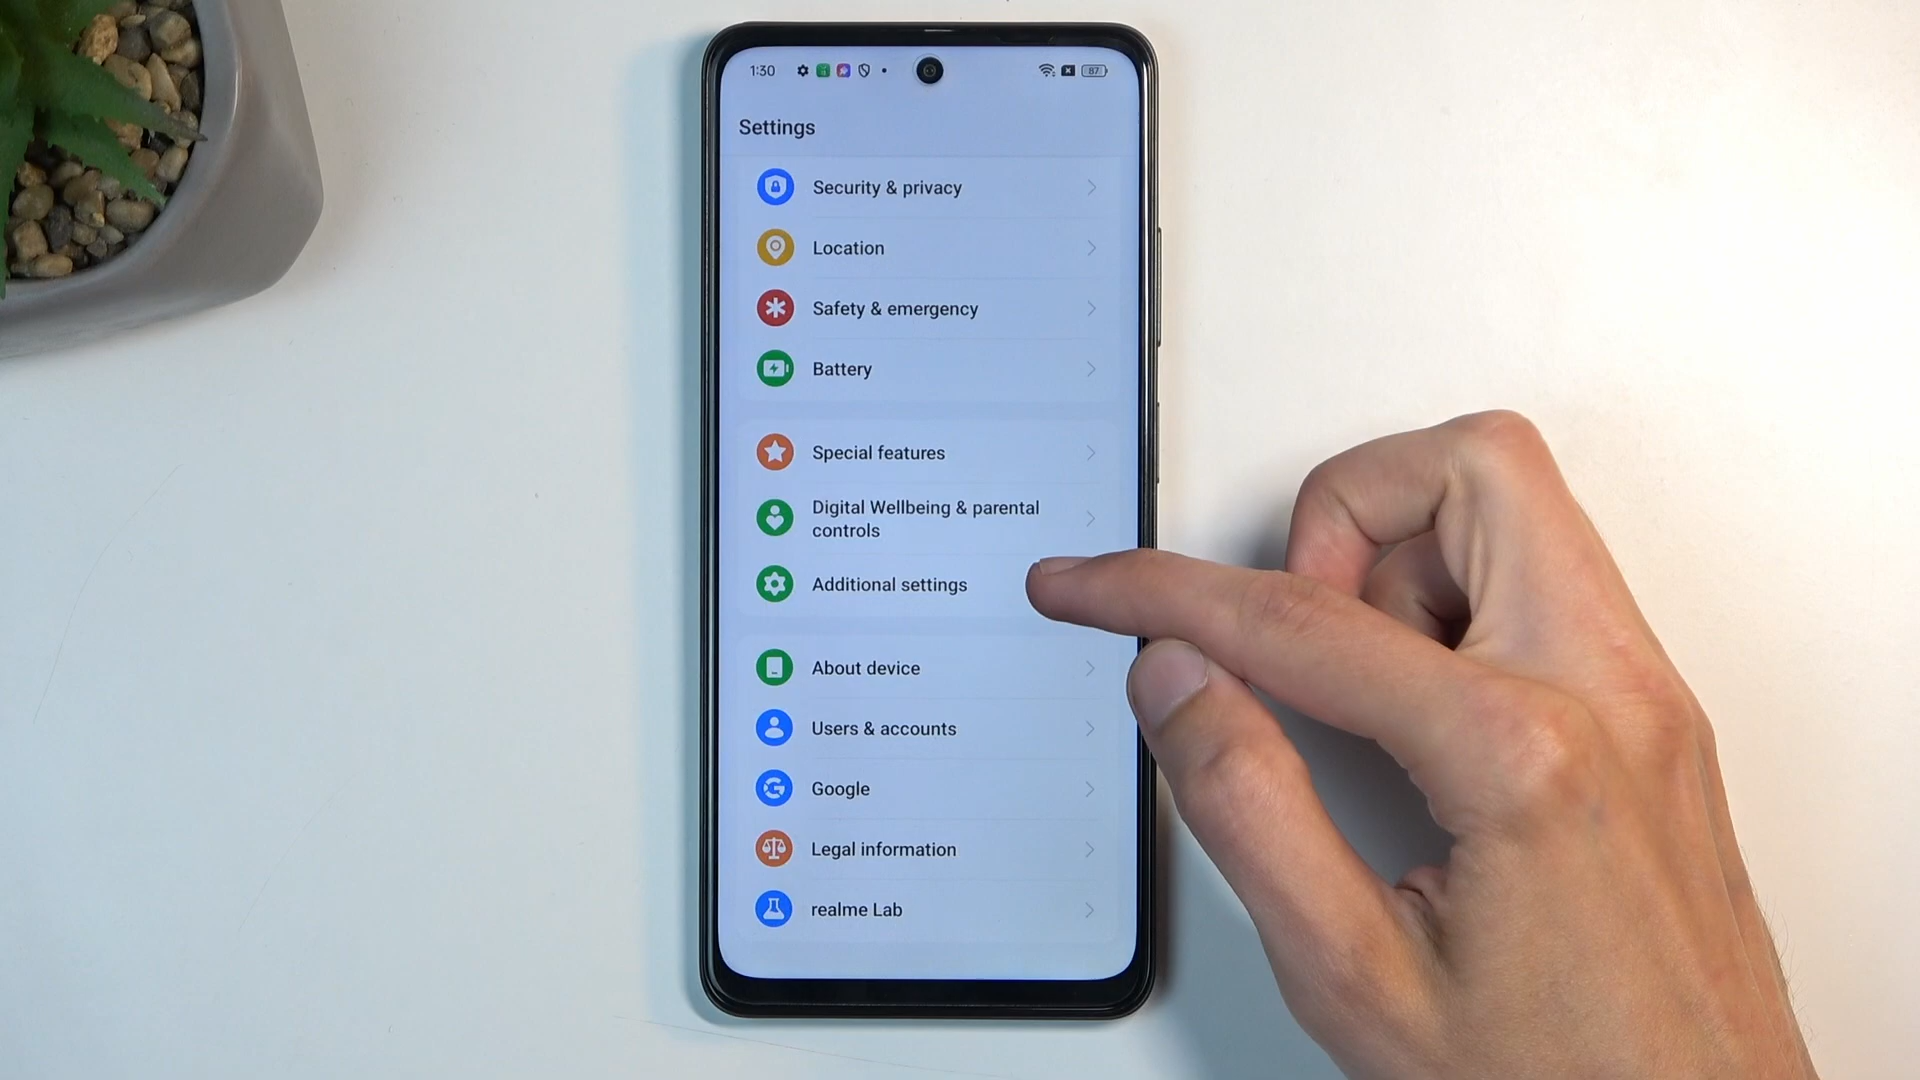 1:30
87
Settings
Security & privacy
Location
Safety & emergency
Battery
Special features
Digital Wellbeing & parental
controls
Additional settings
About device
Users & accounts
Google
Legal information
realme Lab